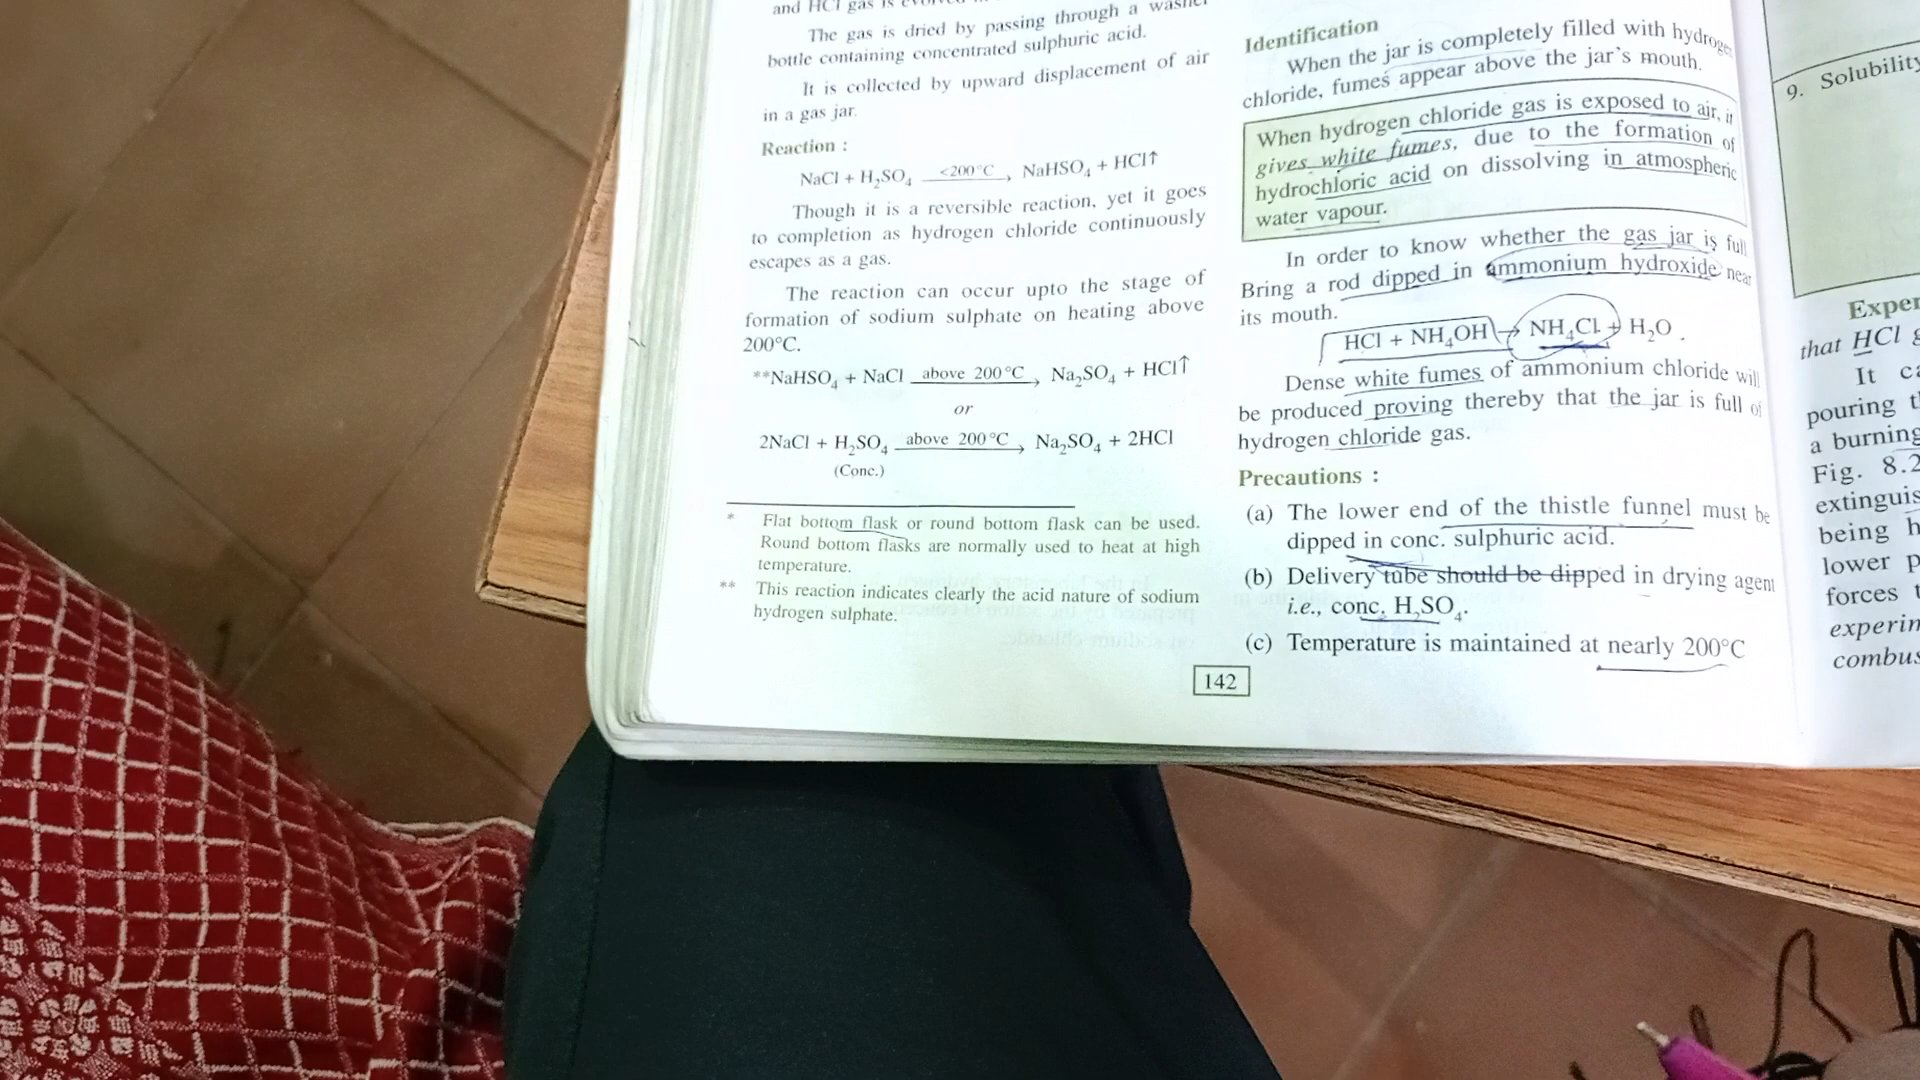 and HCl gas is
The gas is dried by passing through a washer
bottle containing concentrated sulphuric acid.
It is collected by upward displacement of air
in a gas jar.
Reaction :
NaCl + H₂SO₄ <200°C → NaHSO₄ + HCl↑
Though it is a reversible reaction, yet it goes
to completion as hydrogen chloride continuously
escapes as a gas.
The reaction can occur upto the stage of
formation of sodium sulphate on heating above
200°C.
**NaHSO₄ + NaCl above 200°C → Na₂SO₄ + HCl↑
or
2NaCl + H₂SO₄ above 200°C → Na₂SO₄ + 2HCl
(Conc.)
* Flat bottom flask or round bottom flask can be used.
Round bottom flasks are normally used to heat at high
temperature.
** This reaction indicates clearly the acid nature of sodium
hydrogen sulphate.
Identification
When the jar is completely filled with hydroge
chloride, fumes appear above the jar's mouth.
When hydrogen chloride gas is exposed to air, it
gives white fumes, due to the formation of
hydrochloric acid on dissolving in atmospheric
water vapour.
In order to know whether the gas jar is full
Bring a rod dipped in ammonium hydroxide near
its mouth.
HCl + NH₄OH → NH₄Cl + H₂O .
Dense white fumes of ammonium chloride will
be produced proving thereby that the jar is full of
hydrogen chloride gas.
Precautions :
(a) The lower end of the thistle funnel must be
dipped in conc. sulphuric acid.
(b) Delivery tube should be dipped in drying agent
i.e., conc. H₂SO₄.
(c) Temperature is maintained at nearly 200°C
142
9. Solubility
Exper
that HCl g
It ca
pouring t
a burning
Fig. 8.2
extinguis
being h
lower p
forces t
experin
combus